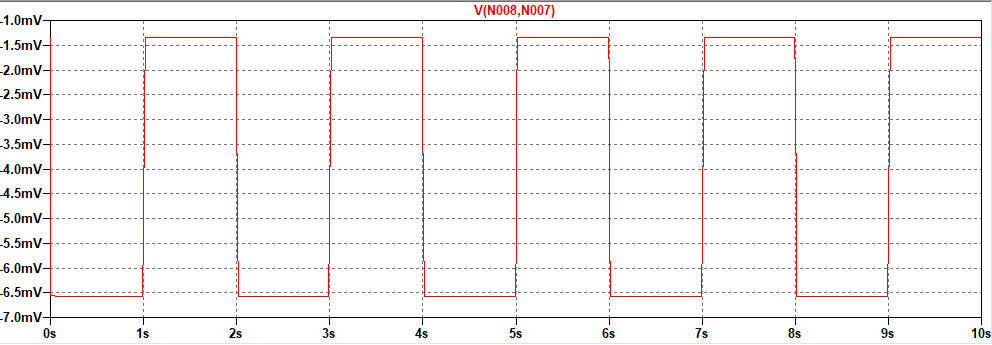 V(N008,N007)
-1.0mV
-1.5mV
-2.0mV
-2.5mV
-3.0mV
-3.5mV
-4.0mV
-4.5mV
-5.0mV
-5.5mV
-6.0mV
-6.5mV
-7.0mV
0s 1s 2s 3s 4s 5s 6s 7s 8s 9s 10s